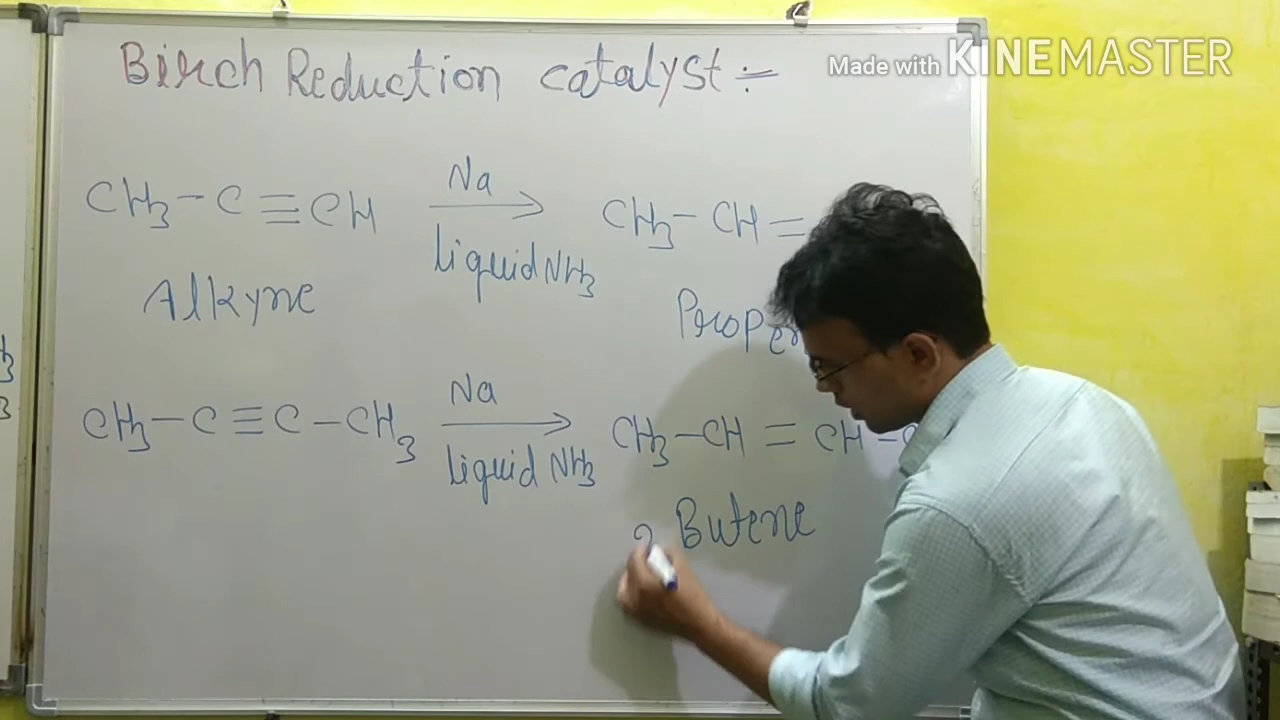 Birch Reduction catalyst :-
Made with KINEMASTER
CH3 - C ≡ CH Na liquid NH3 CH3 - CH =
Alkyne Propen
CH3 - C ≡ C - CH3 Na liquid NH3 CH3 - CH = CH - C
2 Butene